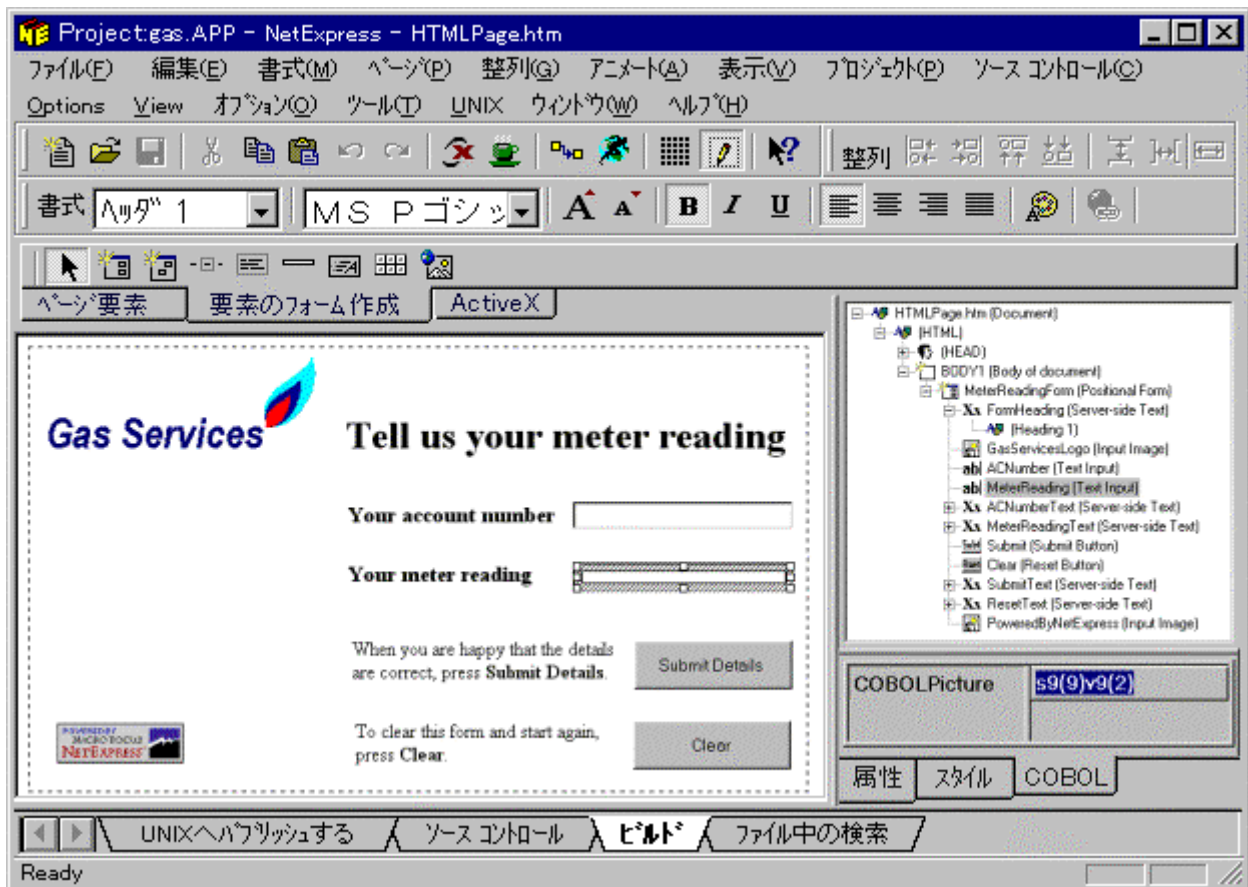 Project:gas.APP - NetExpress - HTMLPage.htm
ﾌｧｲﾙ(F) 編集(E) 書式(M) ﾍﾟｰｼﾞ(P) 整列(G) ｱﾆﾒｰﾄ(A) 表示(V) ﾌﾟﾛｼﾞｪｸﾄ(P) ｿｰｽ ｺﾝﾄﾛｰﾙ(C)
Options View ｵﾌﾟｼｮﾝ(O) ﾂｰﾙ(T) UNIX ｳｨﾝﾄﾞｳ(W) ﾍﾙﾌﾟ(H)
整列
書式 ﾍｯﾀﾞ 1 ＭＳ Ｐゴシッ A A B I U
ﾍﾟｰｼﾞ要素 要素のﾌｫｰﾑ作成 ActiveX
Gas Services
Tell us your meter reading
Your account number
Your meter reading
When you are happy that the details
are correct, press Submit Details.
Submit Details
To clear this form and start again,
press Clear.
Clear
POWERED BY
MICRO FOCUS
NETEXPRESS
HTMLPage.htm (Document)
(HTML)
(HEAD)
BODY1 (Body of document)
MeterReadingForm (Positional Form)
Xx FormHeading (Server-side Text)
(Heading 1)
GasServicesLogo (Input Image)
ab| ACNumber (Text Input)
ab| MeterReading (Text Input)
Xx ACNumberText (Server-side Text)
Xx MeterReadingText (Server-side Text)
Submit (Submit Button)
Clear (Reset Button)
Xx SubmitText (Server-side Text)
Xx ResetText (Server-side Text)
PoweredByNetExpress (Input Image)
COBOLPicture s9(9)v9(2)
属性 ｽﾀｲﾙ COBOL
UNIXへﾊﾟﾌﾞﾘｯｼｭする ｿｰｽ ｺﾝﾄﾛｰﾙ ﾋﾞﾙﾄﾞ ﾌｧｲﾙ中の検索
Ready